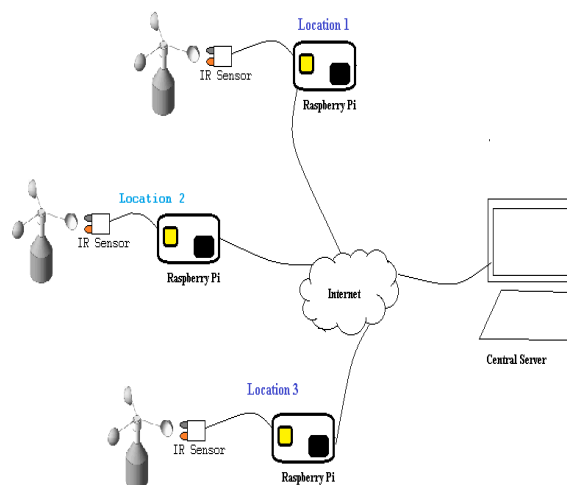 Location 1
IR Sensor
Raspberry Pi
Location 2
IR Sensor
Raspberry Pi
Internet
Central Server
Location 3
IR Sensor
Raspberry Pi